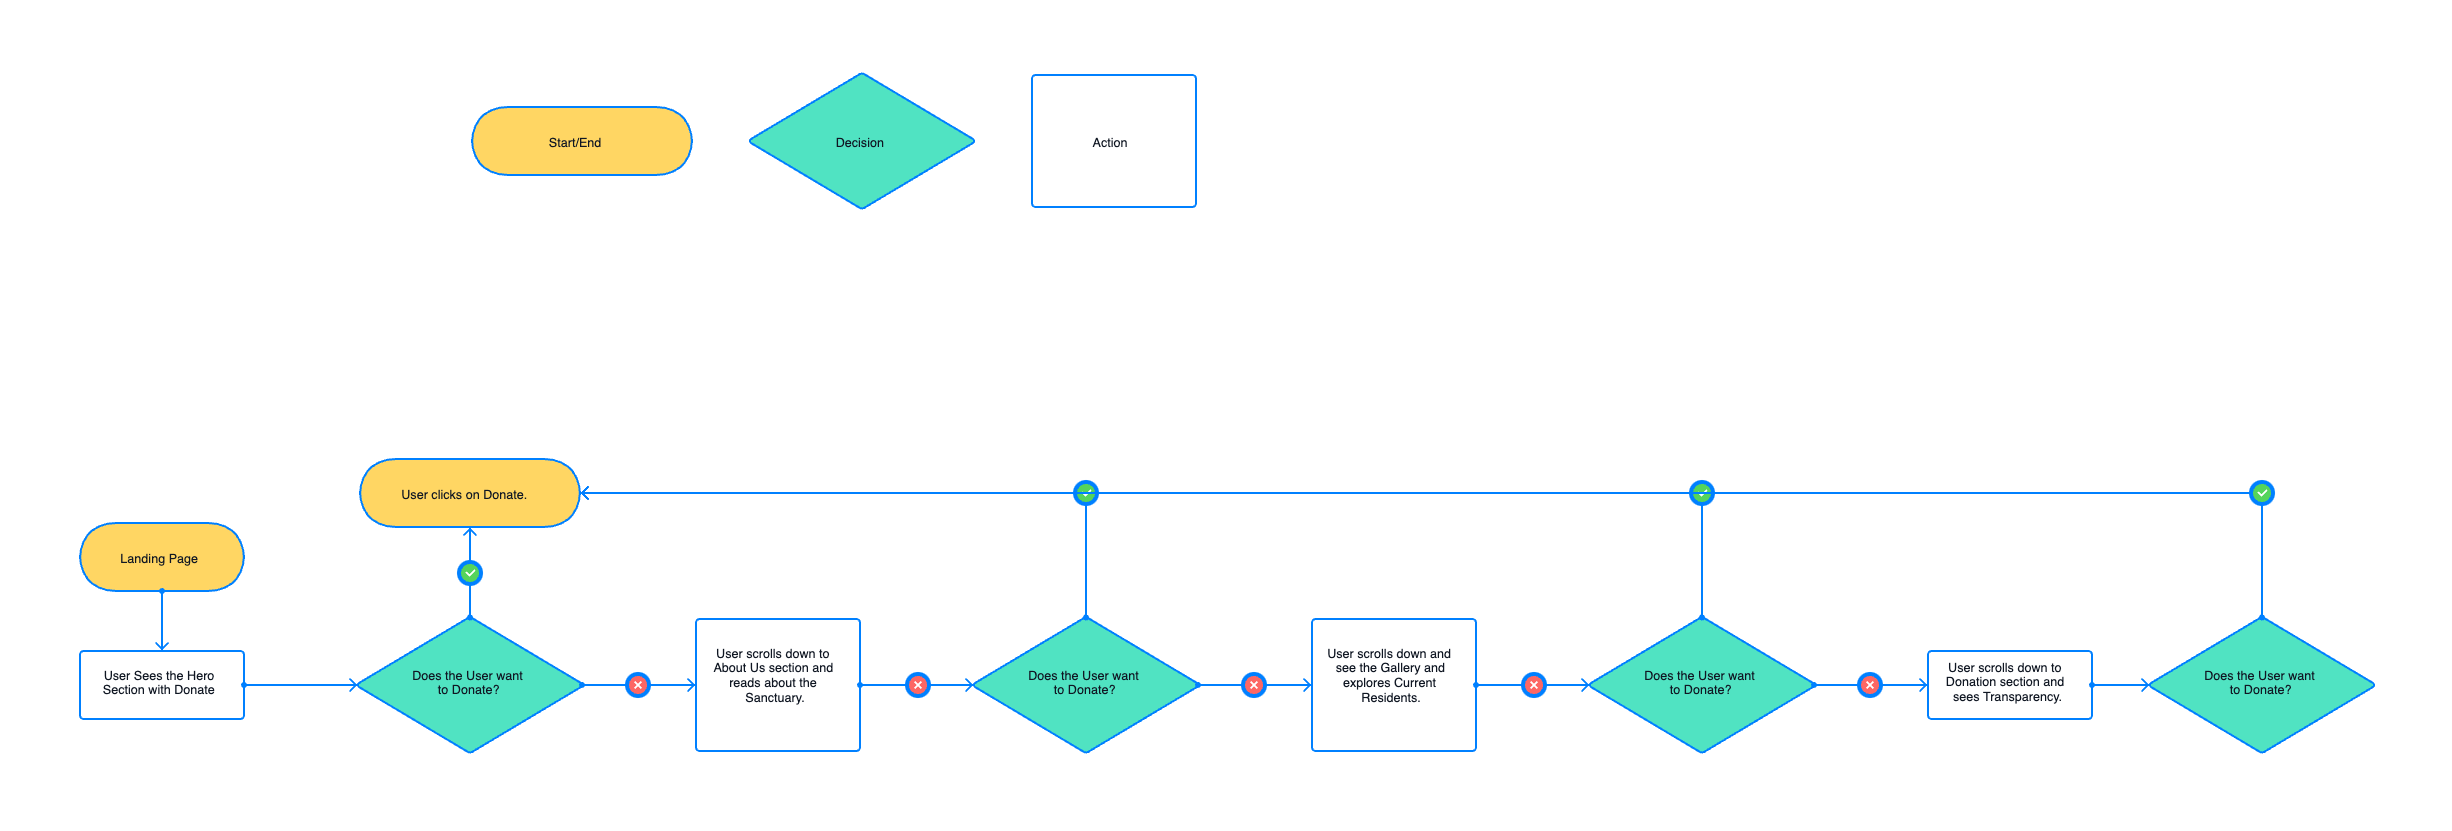 Start/End
Decision
Action
User clicks on Donate.
Landing Page
User Sees the Hero
Section with Donate
Does the User want
to Donate?
User scrolls down to
About Us section and
reads about the
Sanctuary.
Does the User want
to Donate?
User scrolls down and
see the Gallery and
explores Current
Residents.
Does the User want
to Donate?
User scrolls down to
Donation section and
sees Transparency.
Does the User want
to Donate?